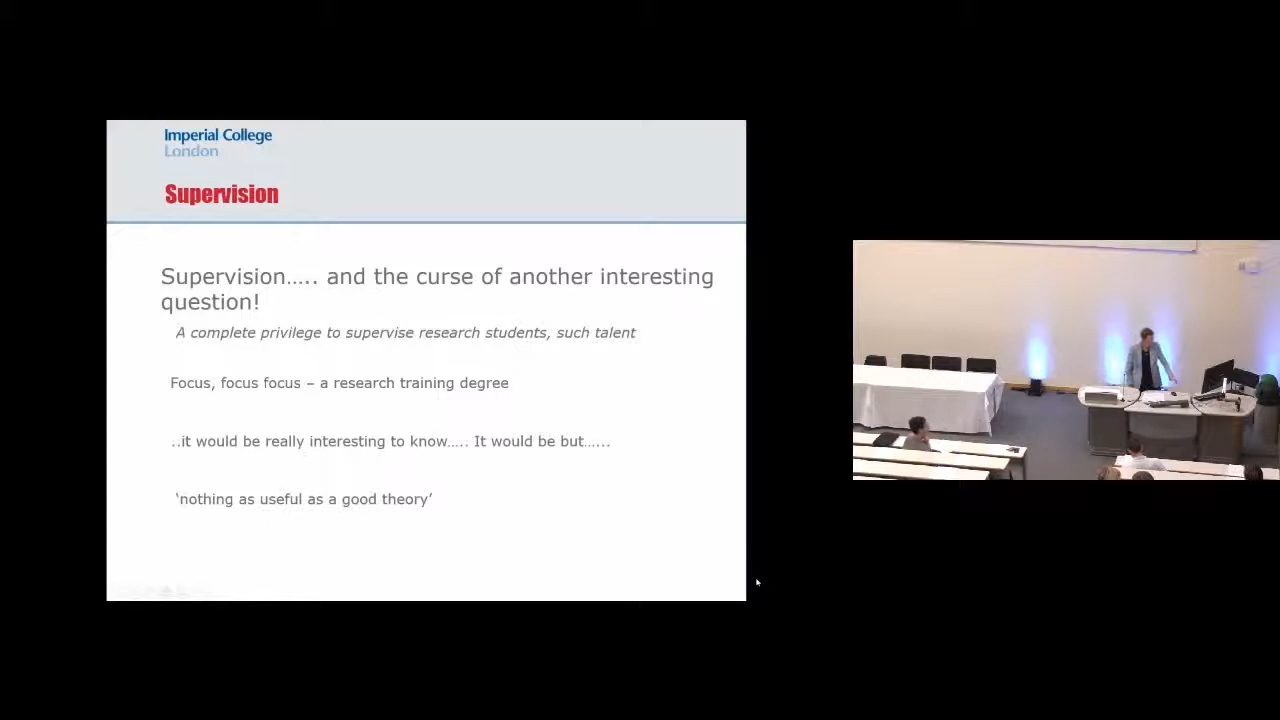 Imperial College
London
Supervision
Supervision….. and the curse of another interesting
question!
A complete privilege to supervise research students, such talent
Focus, focus focus – a research training degree
..it would be really interesting to know….. It would be but…...
‘nothing as useful as a good theory’